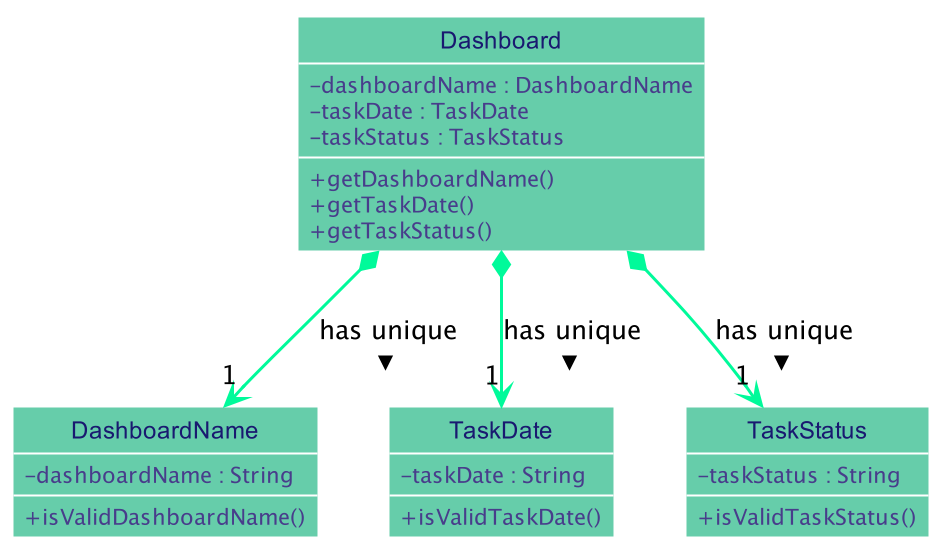 Dashboard
-dashboardName : DashboardName
-taskDate : TaskDate
-taskStatus : TaskStatus
+getDashboardName()
+getTaskDate()
+getTaskStatus()
has unique
has unique
has unique
1
1
1
DashboardName
-dashboardName : String
+isValidDashboardName()
TaskDate
-taskDate : String
+isValidTaskDate()
TaskStatus
-taskStatus : String
+isValidTaskStatus()